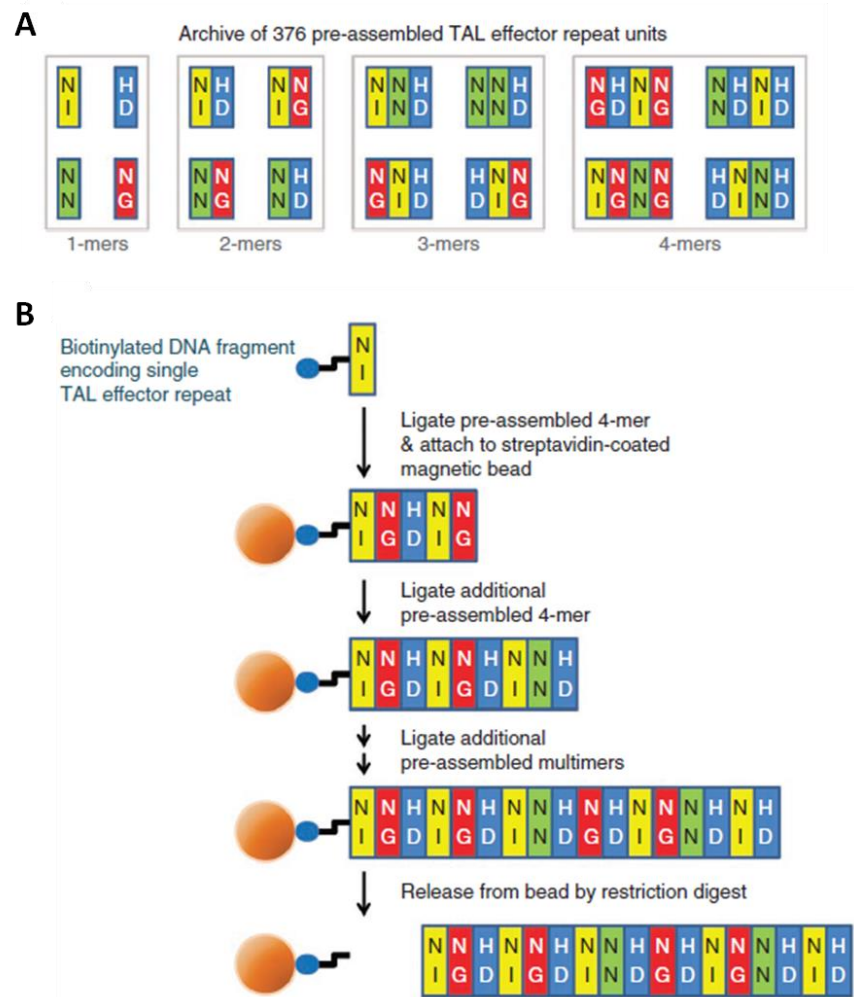 A
Archive of 376 pre-assembled TAL effector repeat units
N H N H N N N N H N N H N H N N N H N H
I D I D I G I N D N N D G D I G N D I D
N N N N N H N N H H N N N N N N H N N H
N G N G N D G I D D I G I G N G D I N D
1-mers 2-mers 3-mers 4-mers
B
Biotinylated DNA fragment
encoding single
TAL effector repeat
N
I
Ligate pre-assembled 4-mer
& attach to streptavidin-coated
magnetic bead
N N H N N
I G D I G
Ligate additional
pre-assembled 4-mer
N N H N N H N N H
I G D I G D I N D
Ligate additional
pre-assembled multimers
N N H N N H N N H N H N N N H N H
I G D I G D I N D G D I G N D I D
Release from bead by restriction digest
N N H N N H N N H N H N N N H N H
I G D I G D I N D G D I G N D I D